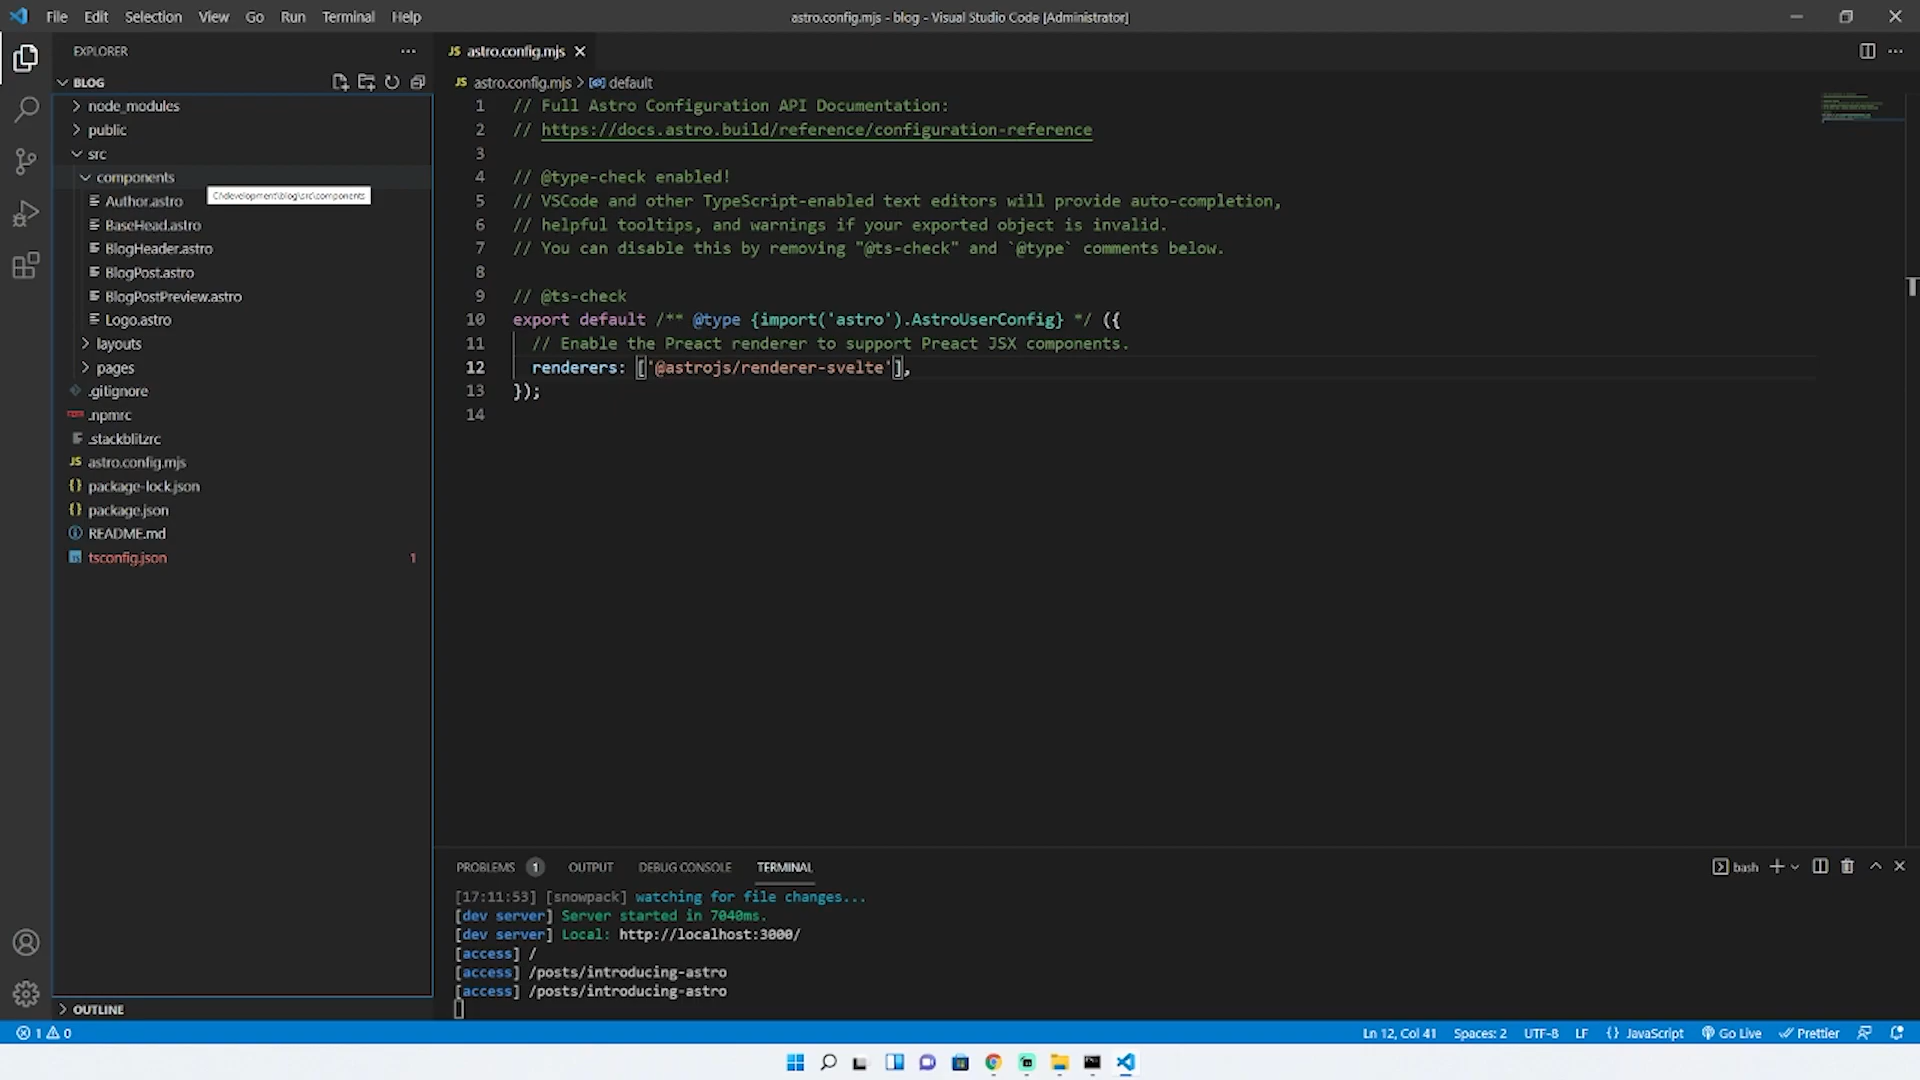 File Edit Selection View Go Run Terminal Help
astro.config.mjs - blog - Visual Studio Code [Administrator]
EXPLORER
BLOG
node_modules
public
src
components
C:\development\blog\src\components
Author.astro
BaseHead.astro
BlogHeader.astro
BlogPost.astro
BlogPostPreview.astro
Logo.astro
layouts
pages
.gitignore
.npmrc
.stackblitzrc
JS astro.config.mjs
{} package-lock.json
{} package.json
README.md
tsconfig.json 1
OUTLINE
JS astro.config.mjs
JS astro.config.mjs > default
1 // Full Astro Configuration API Documentation:
2 // https://docs.astro.build/reference/configuration-reference
3
4 // @type-check enabled!
5 // VSCode and other TypeScript-enabled text editors will provide auto-completion,
6 // helpful tooltips, and warnings if your exported object is invalid.
7 // You can disable this by removing "@ts-check" and `@type` comments below.
8
9 // @ts-check
10 export default /** @type {import('astro').AstroUserConfig} */ ({
11 // Enable the Preact renderer to support Preact JSX components.
12 renderers: ['@astrojs/renderer-svelte'],
13 });
14
PROBLEMS 1 OUTPUT DEBUG CONSOLE TERMINAL
bash
[17:11:53] [snowpack] watching for file changes...
[dev server] Server started in 7040ms.
[dev server] Local: http://localhost:3000/
[access] /
[access] /posts/introducing-astro
[access] /posts/introducing-astro
1 0
Ln 12, Col 41 Spaces: 2 UTF-8 LF {} JavaScript Go Live Prettier